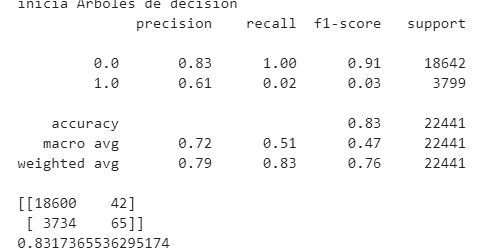 inicia Arboles de decision
precision recall f1-score support
0.0 0.83 1.00 0.91 18642
1.0 0.61 0.02 0.03 3799
accuracy 0.83 22441
macro avg 0.72 0.51 0.47 22441
weighted avg 0.79 0.83 0.76 22441
[[18600 42]
[ 3734 65]]
0.8317365536295174